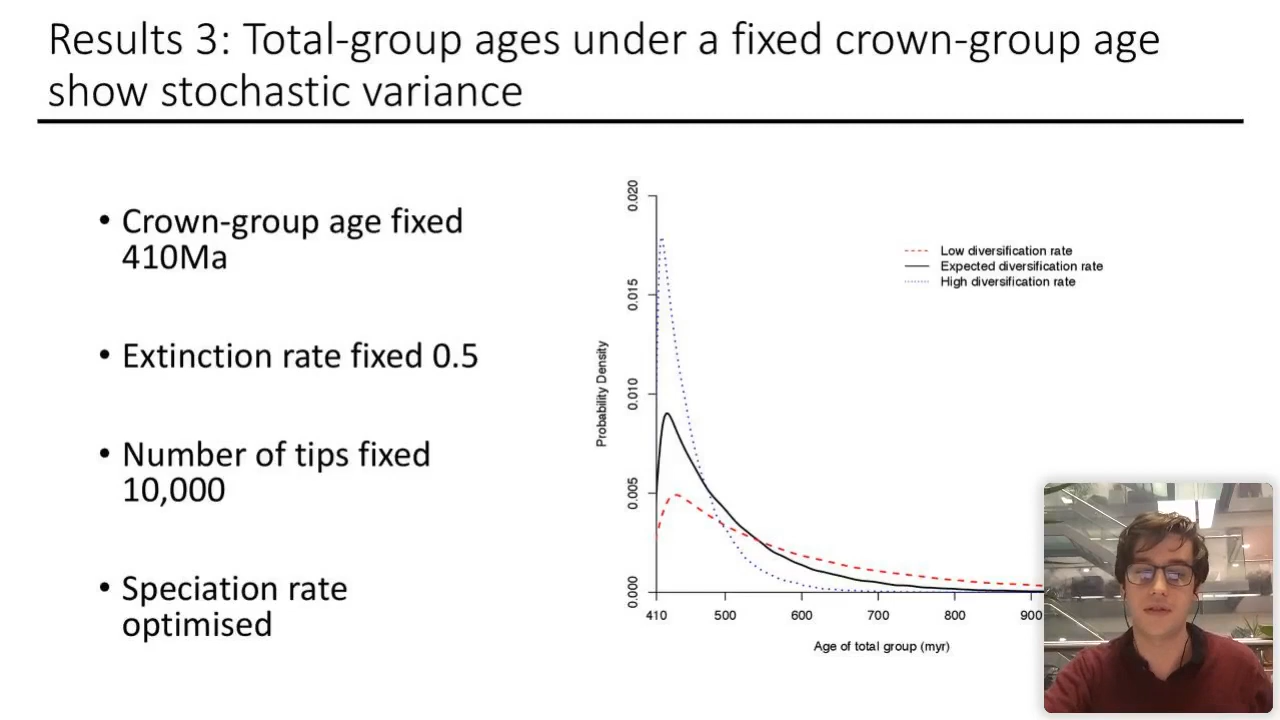 Results 3: Total-group ages under a fixed crown-group age
show stochastic variance
• Crown-group age fixed
410Ma
• Extinction rate fixed 0.5
• Number of tips fixed
10,000
• Speciation rate
optimised
Low diversification rate
Expected diversification rate
High diversification rate
Probability Density
0.020
0.015
0.010
0.005
0.000
410 500 600 700 800 900
Age of total group (myr)